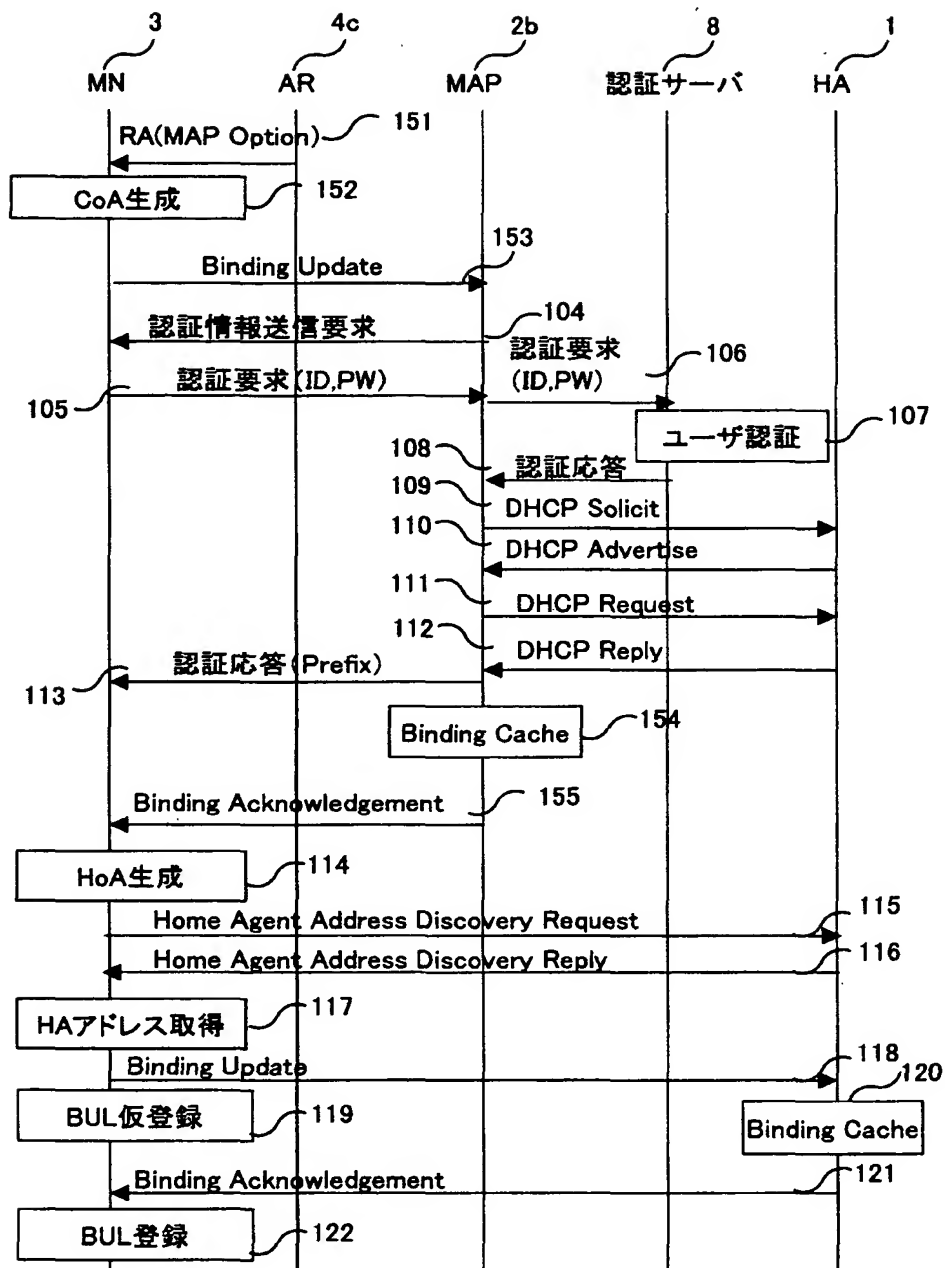 3 4c 2b 8 1
MN AR MAP 認証サーバ HA
RA(MAP Option) 151
CoA生成 152
Binding Update 153
認証情報送信要求 104
認証要求 106
(ID,PW)
105 認証要求(ID,PW)
ユーザ認証 107
108 認証応答
109 DHCP Solicit
110 DHCP Advertise
111 DHCP Request
112 DHCP Reply
113 認証応答(Prefix)
Binding Cache 154
Binding Acknowledgement 155
HoA生成 114
Home Agent Address Discovery Request 115
Home Agent Address Discovery Reply 116
HAアドレス取得 117
Binding Update 118
BUL仮登録 119
Binding Cache 120
Binding Acknowledgement 121
BUL登録 122